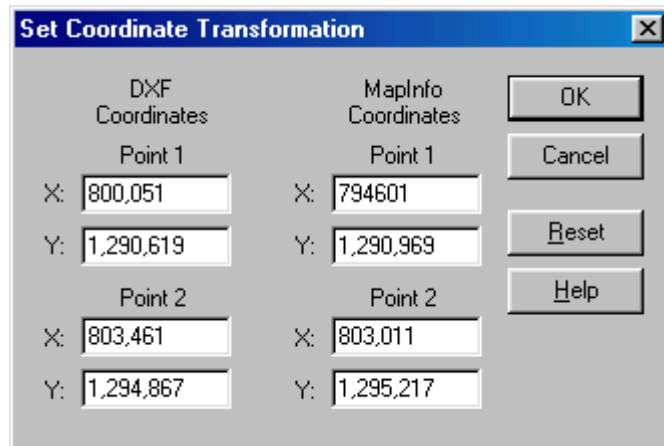 Set Coordinate Transformation
DXF
Coordinates
MapInfo
Coordinates
OK
Point 1
Point 1
Cancel
X: 800,051
X: 794601
Y: 1,290,619
Y: 1,290,969
Reset
Point 2
Point 2
Help
X: 803,461
X: 803,011
Y: 1,294,867
Y: 1,295,217